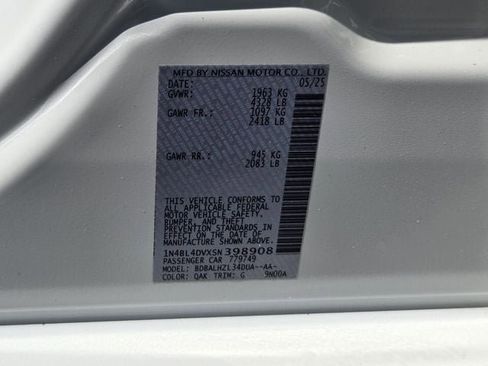 MFD BY NISSAN MOTOR CO., LTD.
DATE: 05/25
GVWR: 1963 KG
4328 LB
GAWR FR.: 1097 KG
2418 LB
GAWR RR.: 945 KG
2083 LB
THIS VEHICLE CONFORMS TO
ALL APPLICABLE FEDERAL
MOTOR VEHICLE SAFETY,
BUMPER, AND THEFT
PREVENTION STANDARDS
IN EFFECT ON THE DATE OF
MANUFACTURE SHOWN ABOVE.
1N4BL4DVXSN398908
PASSENGER CAR 779749
MODEL: BDBALHZL34DUA--AA-
COLOR: QAK TRIM: G 9N00A